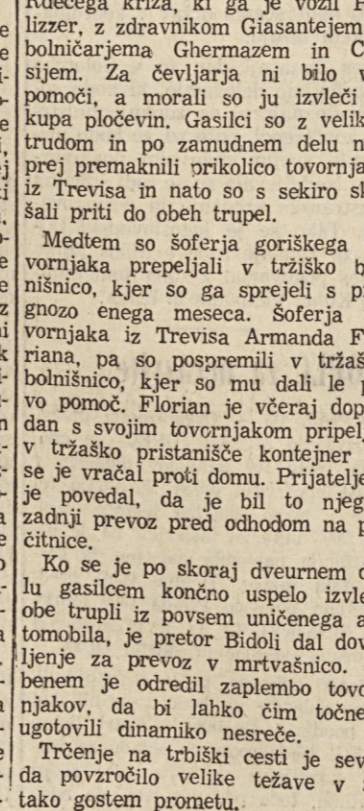 Rdečega križa, ki ga je vozil
lizzer, z zdravnikom Giasantejem
bolničarjema Ghermazem in C
sijem. Za čevljarja ni bilo v
pomoči, a morali so ju izvleči
kupa pločevin. Gasilci so z velik
trudom in po zamudnem delu n
prej premaknili prikolico tovornja
iz Trevisa in nato so s sekiro sk
šali priti do obeh trupel.
Medtem so šoferja goriškega
vornjaka prepeljali v tržiško b
nišnico, kjer so ga sprejeli s p
gnozo enega meseca. Šoferja
vornjaka iz Trevisa Armanda F
riana, pa so pospremili v tržaš
bolnišnico, kjer so mu dali le p
vo pomoč. Florian je včeraj dop
dan s svojim tovornjakom pripel
v tržaško pristanišče kontejner
se je vračal proti domu. Prijatelje
je povedal, da je bil to njeg
zadnji prevoz pred odhodom na p
čitnice.
Ko se je po skoraj dveurnem d
lu gasilcem končno uspelo izvle
obe trupli iz povsem uničenega a
tomobila, je pretor Bidoli dal dov
ljenje za prevoz v mrtvašnico.
benem je odredil zaplembo tovo
njakov, da bi lahko čim točne
ugotovili dinamiko nesreče.
Trčenje na trbiški cesti je sev
da povzročilo velike težave v
tako gostem prometu.